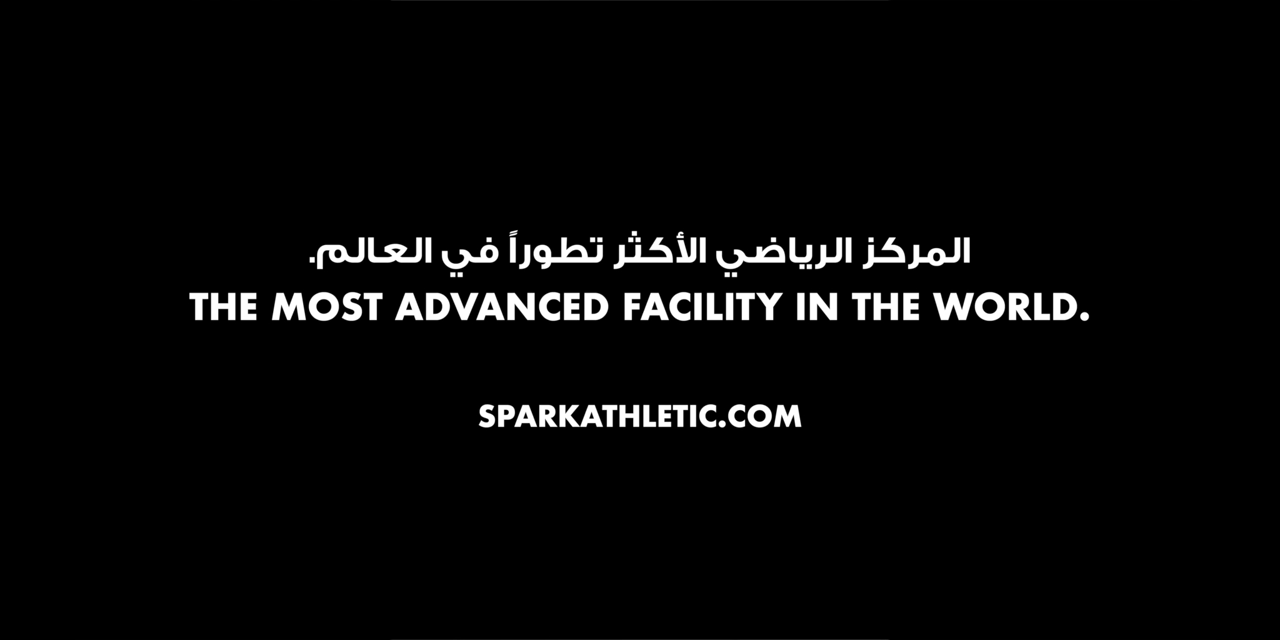 المركز الرياضي الأكثر تطوراً في العالم.
THE MOST ADVANCED FACILITY IN THE WORLD.
SPARKATHLETIC.COM